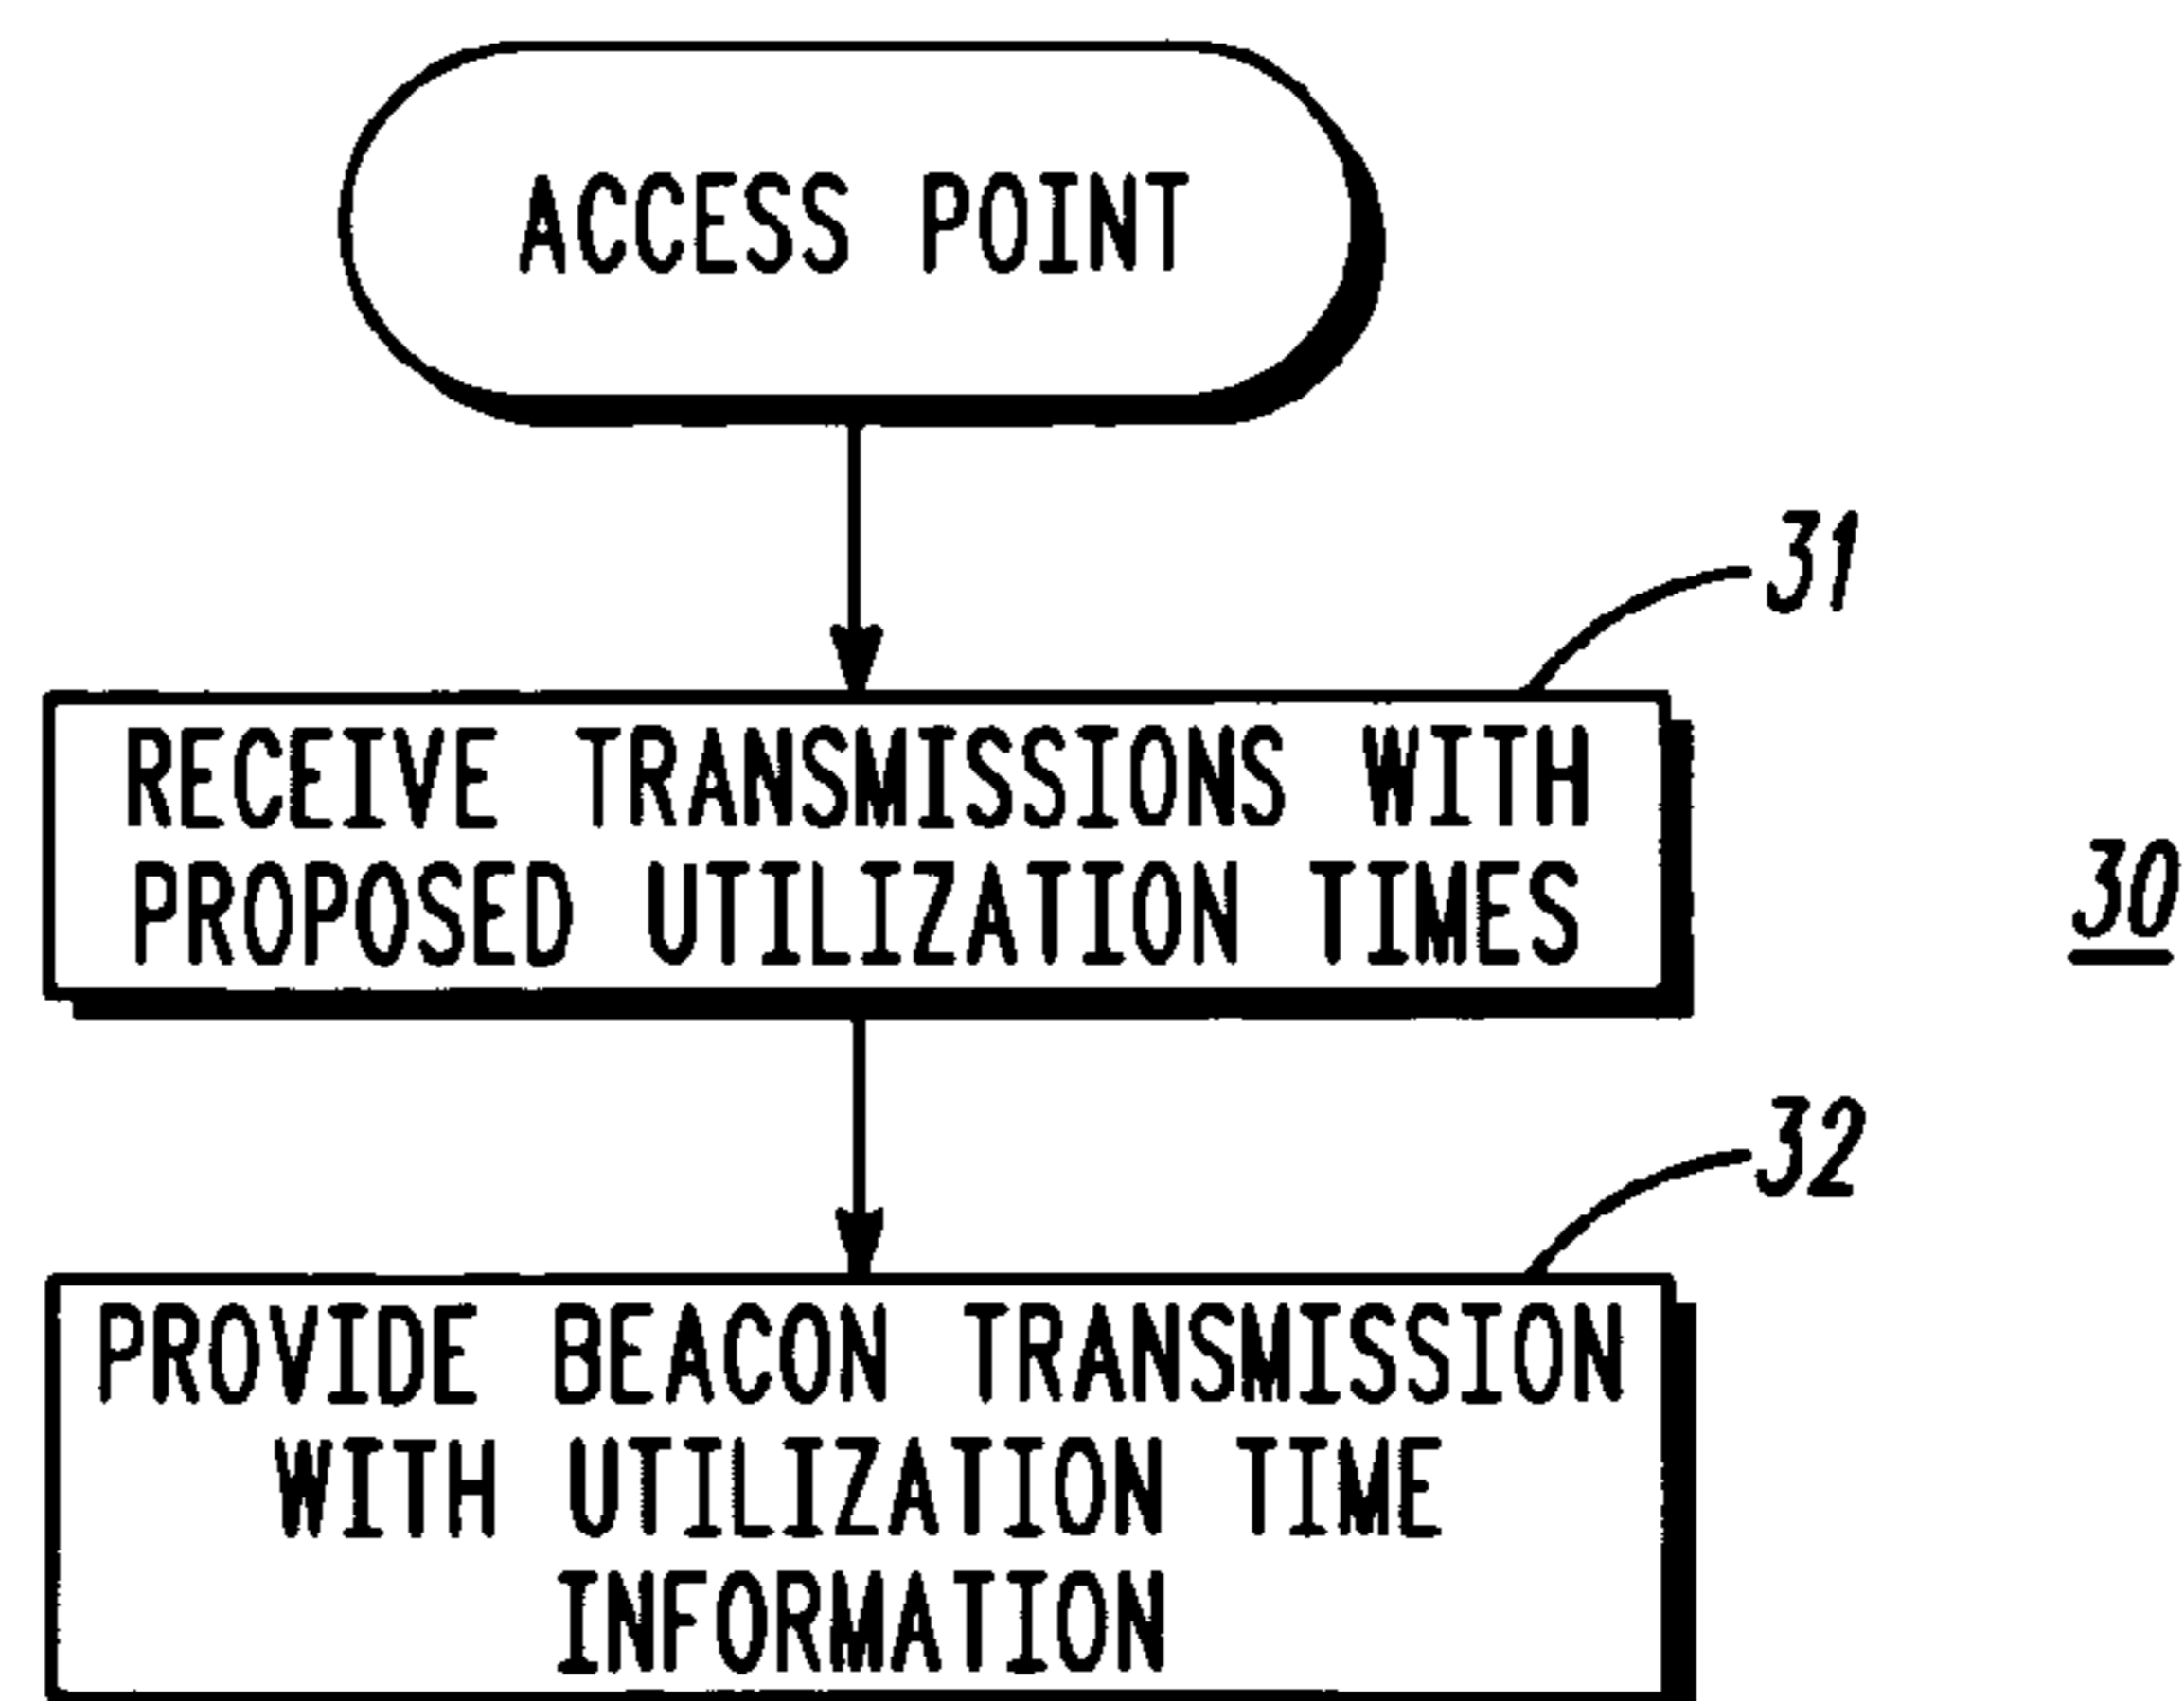 ACCESS POINT
31
RECEIVE TRANSMISSIONS WITH
PROPOSED UTILIZATION TIMES
30
32
PROVIDE BEACON TRANSMISSION
WITH UTILIZATION TIME
INFORMATION